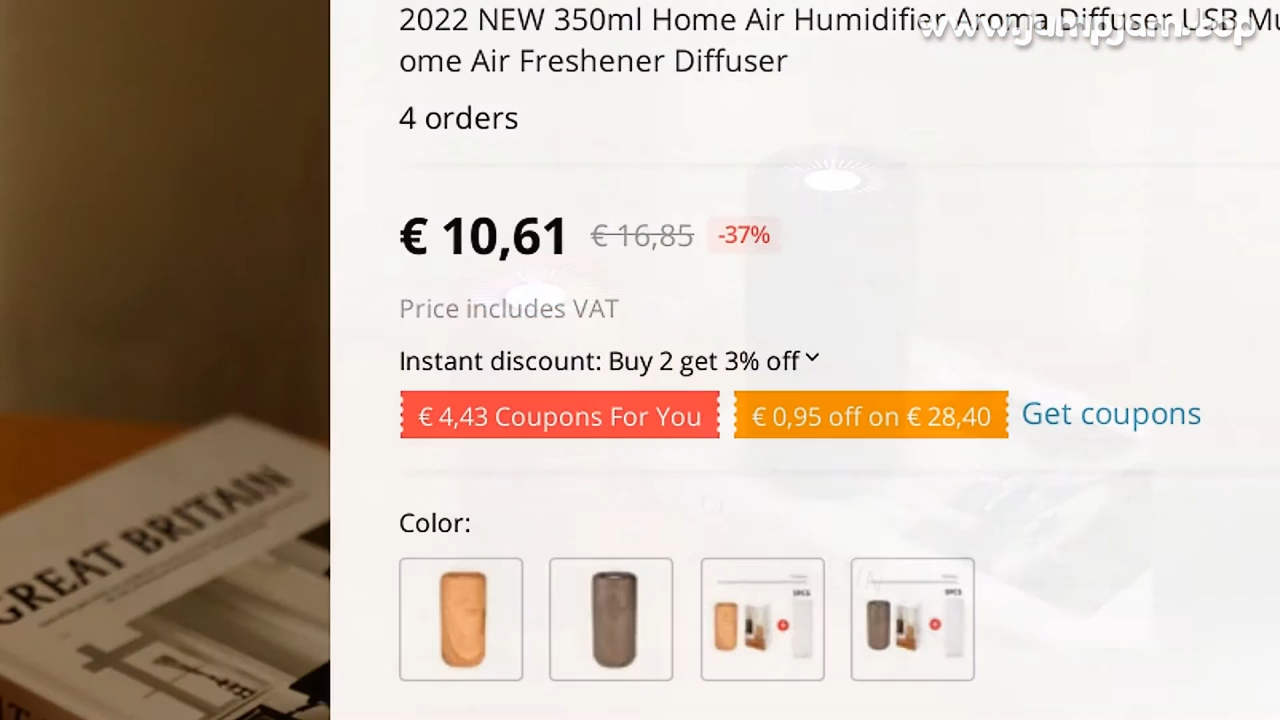 2022 NEW 350ml Home Air Humidifier Aroma Diffuser USB Mu
ome Air Freshener Diffuser
4 orders
€ 10,61 € 16,85 -37%
Price includes VAT
Instant discount: Buy 2 get 3% off
€ 4,43 Coupons For You € 0,95 off on € 28,40 Get coupons
Color:
GREAT BRITAIN